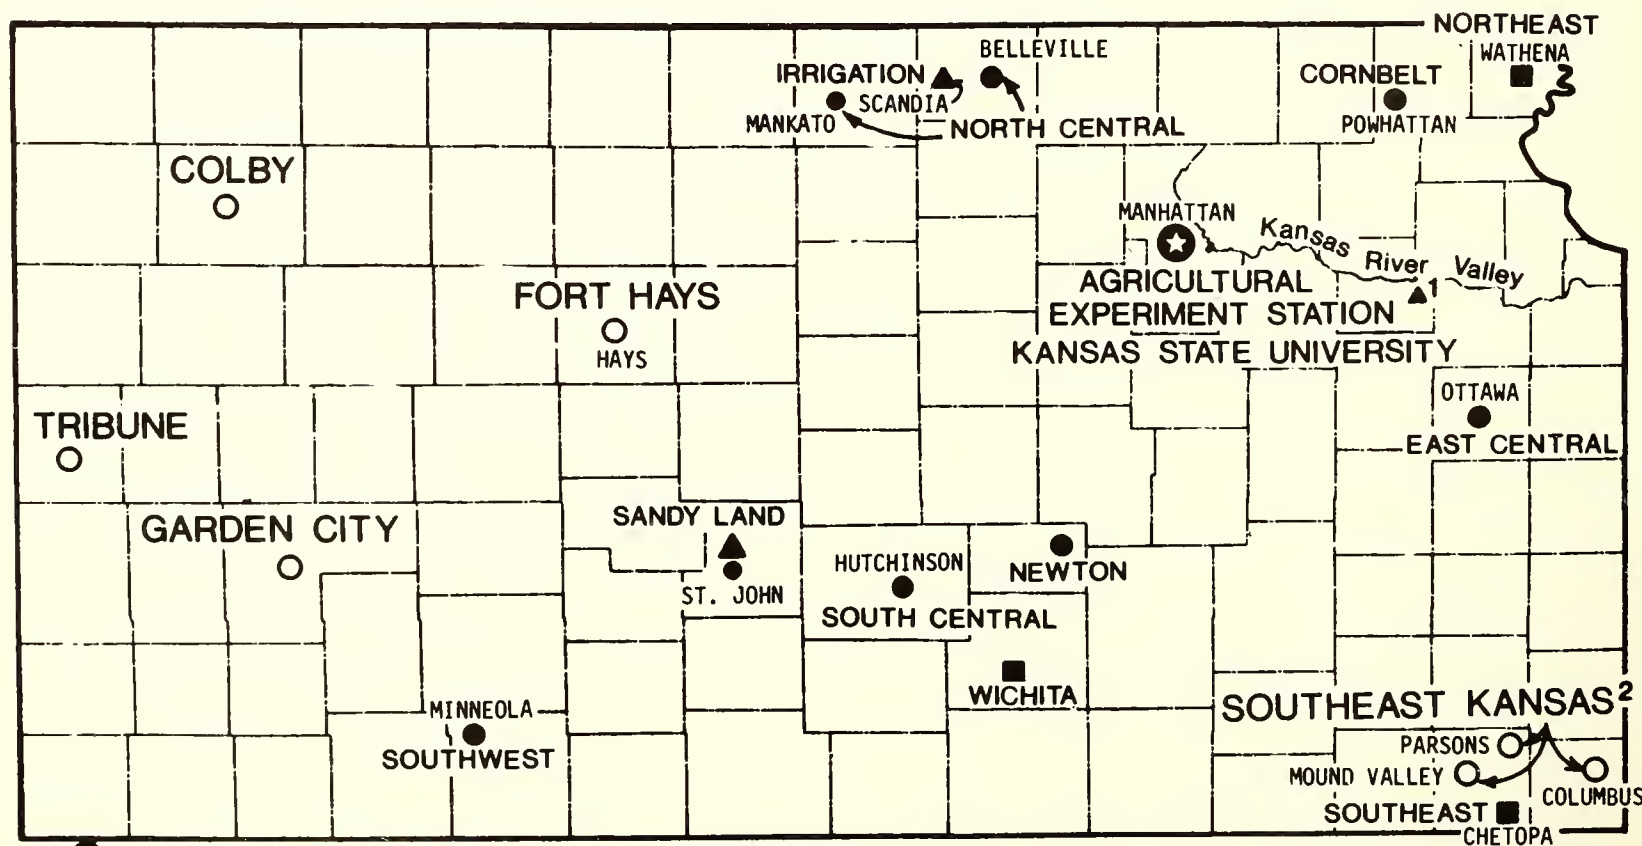 NORTHEAST
WATHENA
BELLEVILLE
IRRIGATION
SCANDIA
MANKATO
NORTH CENTRAL
CORNBELT
POWHATTAN
COLBY
MANHATTAN
Kansas River Valley
1
AGRICULTURAL
EXPERIMENT STATION
KANSAS STATE UNIVERSITY
FORT HAYS
HAYS
TRIBUNE
OTTAWA
EAST CENTRAL
GARDEN CITY
SANDY LAND
ST. JOHN
HUTCHINSON
SOUTH CENTRAL
NEWTON
WICHITA
MINNEOLA
SOUTHWEST
SOUTHEAST KANSAS2
PARSONS
MOUND VALLEY
COLUMBUS
SOUTHEAST
CHETOPA